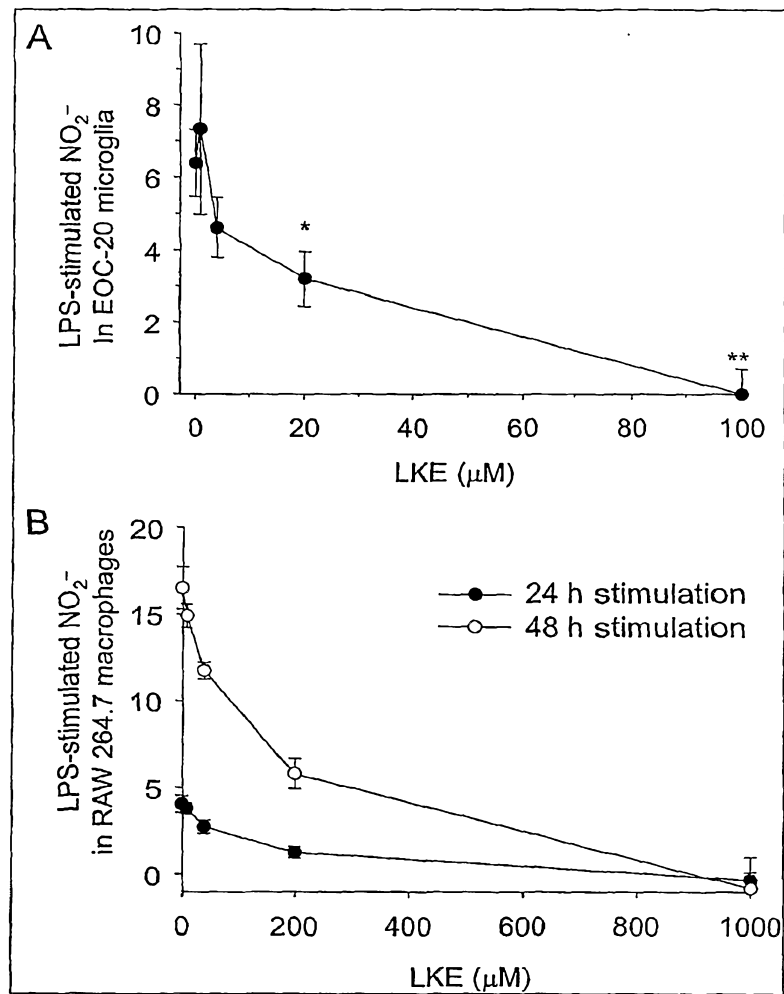 A
LPS-stimulated NO₂⁻
In EOC-20 microglia
10
8
6
4
2
0
*
**
0 20 40 60 80 100
LKE (μM)
B
LPS-stimulated NO₂⁻
in RAW 264.7 macrophages
20
15
10
5
0
24 h stimulation
48 h stimulation
0 200 400 600 800 1000
LKE (μM)